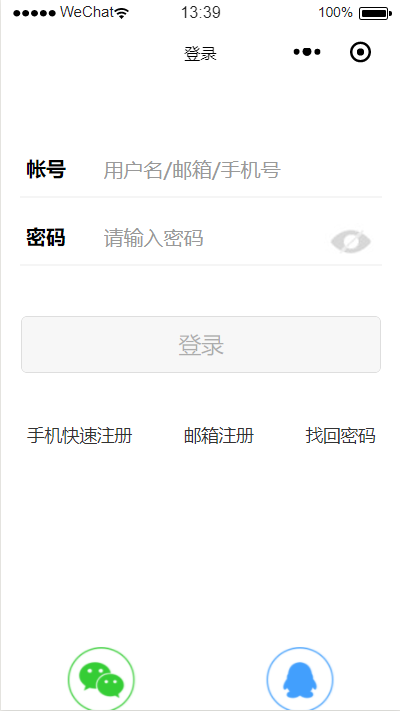 WeChat 13:39 100%
登录
帐号 用户名/邮箱/手机号
密码 请输入密码
登录
手机快速注册 邮箱注册 找回密码